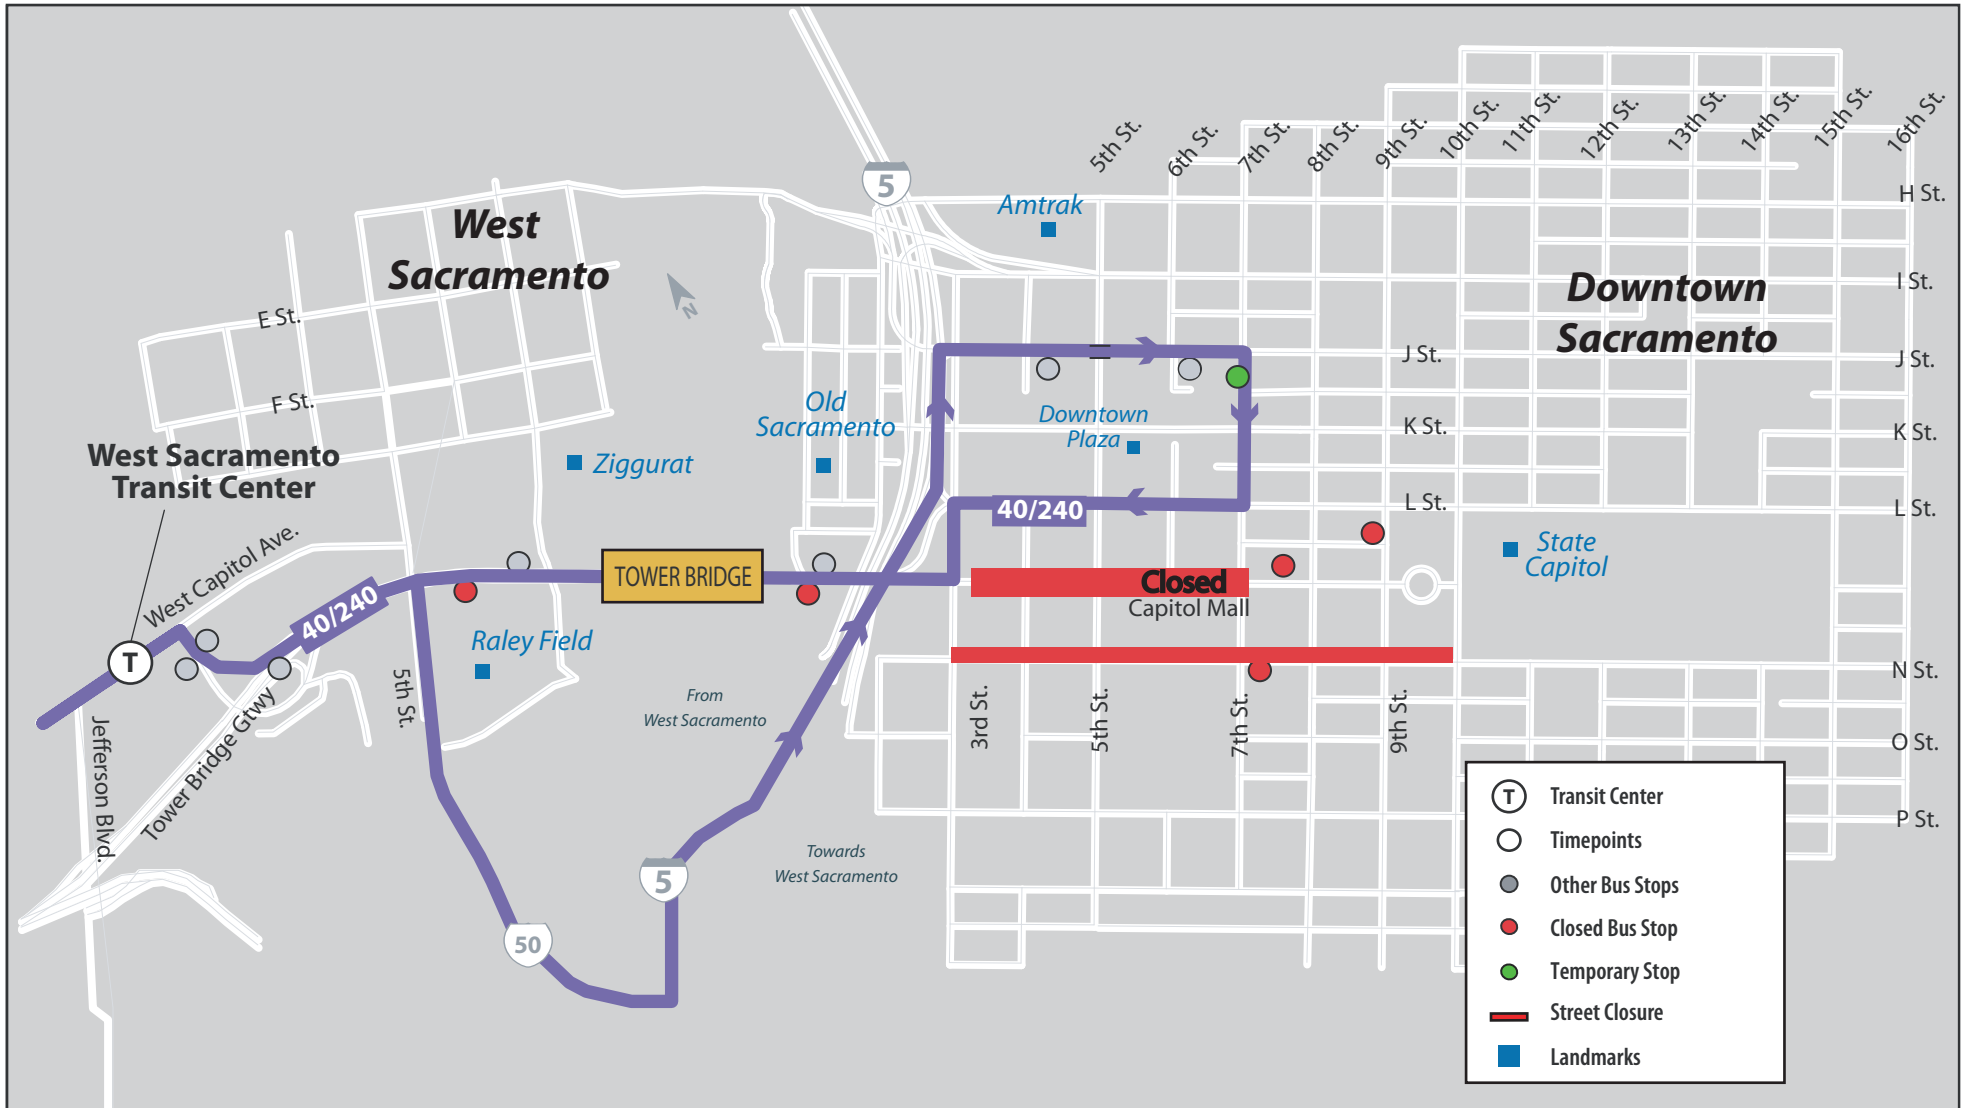 5
5th St.
6th St.
7th St.
8th St.
9th St.
10th St.
11th St.
12th St.
13th St.
14th St.
15th St.
16th St.
H St.
Amtrak
West
Sacramento
N
Downtown
Sacramento
I St.
E St.
J St.
J St.
F St.
Old
Sacramento
Downtown
Plaza
K St.
K St.
West Sacramento
Transit Center
Ziggurat
L St.
L St.
40/240
State
Capitol
West Capitol Ave.
TOWER BRIDGE
Closed
Capitol Mall
40/240
T
Raley Field
N St.
5th St.
From
West Sacramento
3rd St.
5th St.
7th St.
9th St.
Jefferson Blvd.
Tower Bridge Gtwy
O St.
P St.
Towards
West Sacramento
5
50
T Transit Center
Timepoints
Other Bus Stops
Closed Bus Stop
Temporary Stop
Street Closure
Landmarks